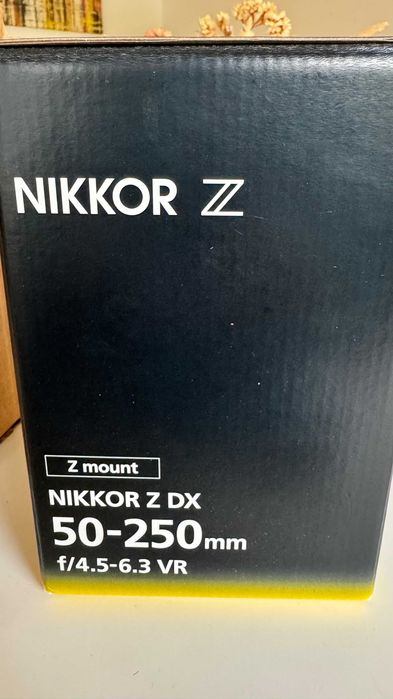 NIKKOR Z
Z mount
NIKKOR Z DX
50-250mm
f/4.5-6.3 VR